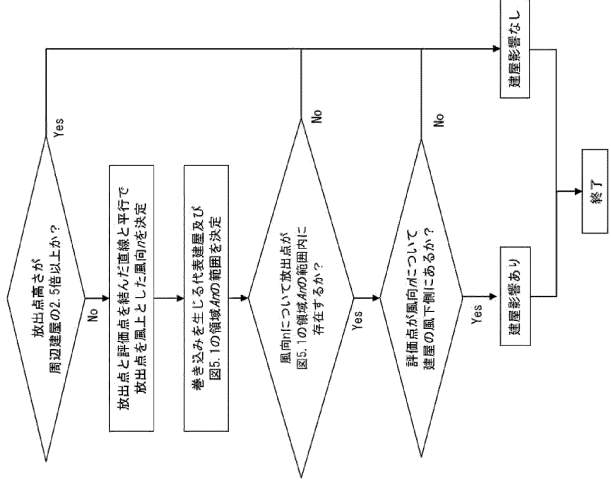 放出点高さが
周辺建屋の2.5倍以上か？
Yes
No
放出点と評価点を結んだ直線と平行で
放出点を風上とした風向nを決定
巻き込みを生じる代表建屋及び
図5.1の領域Anの範囲を決定
風向nについて放出点が
図5.1の領域Anの範囲内に
存在するか？
No
Yes
評価点が風向nについて
建屋の風下側にあるか？
No
Yes
建屋影響あり
建屋影響なし
終了